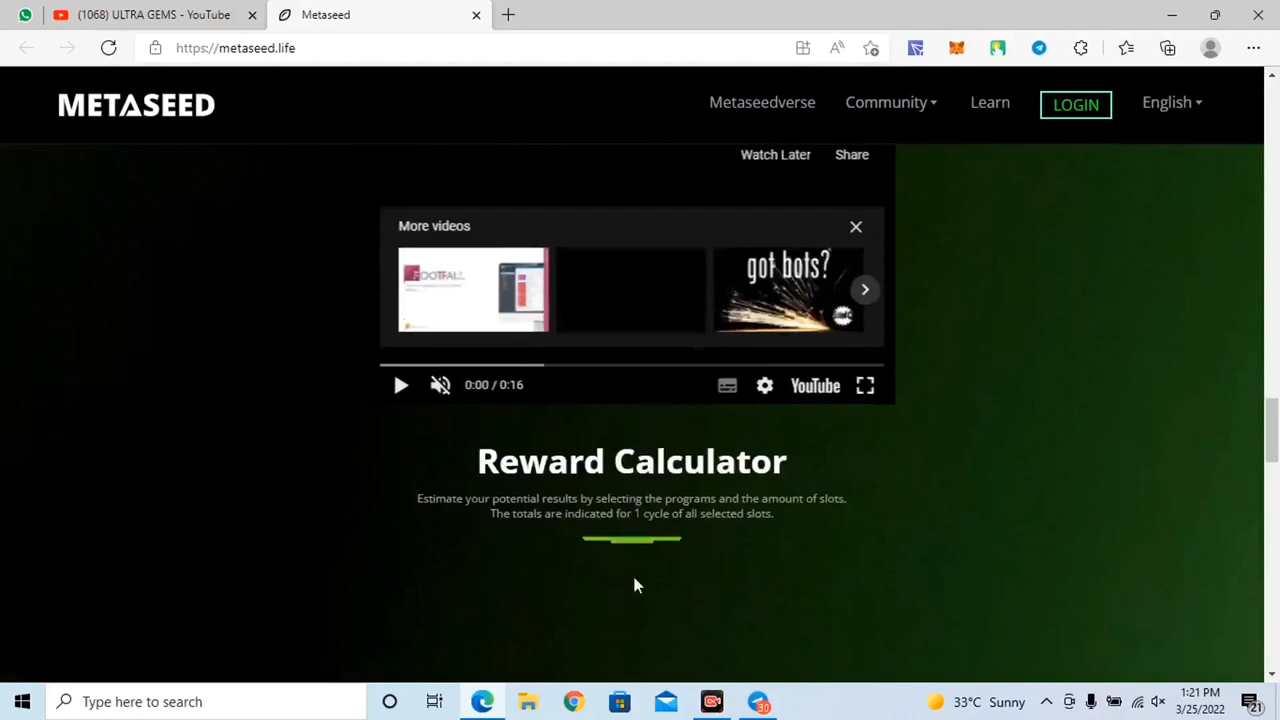 (1068) ULTRA GEMS - YouTube
Metaseed
https://metaseed.life
METASEED
Metaseedverse
Community
Learn
LOGIN
English
Watch Later
Share
More videos
FOOTFALL
got bots?
0:00 / 0:16
YouTube
Reward Calculator
Estimate your potential results by selecting the programs and the amount of slots.
The totals are indicated for 1 cycle of all selected slots.
Type here to search
30
33°C Sunny
1:21 PM
3/25/2022
21